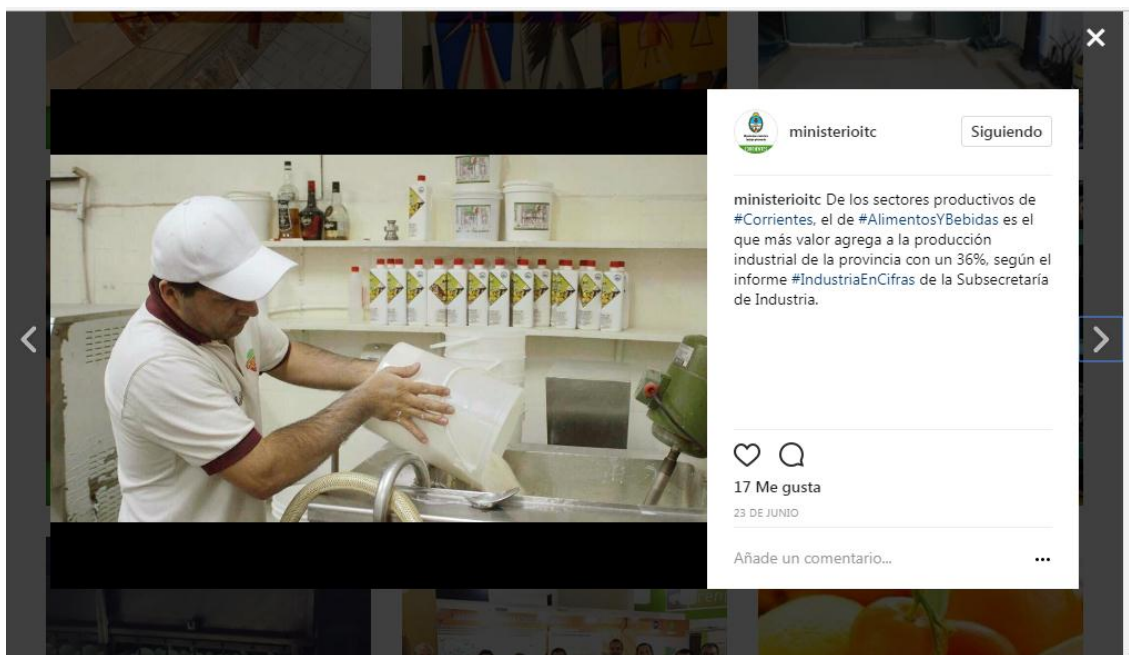 ministerioitc
Siguiendo
ministerioitc De los sectores productivos de
#Corrientes, el de #AlimentosYBebidas es el
que más valor agrega a la producción
industrial de la provincia con un 36%, según el
informe #IndustriaEnCifras de la Subsecretaría
de Industria.
17 Me gusta
23 DE JUNIO
Añade un comentario...